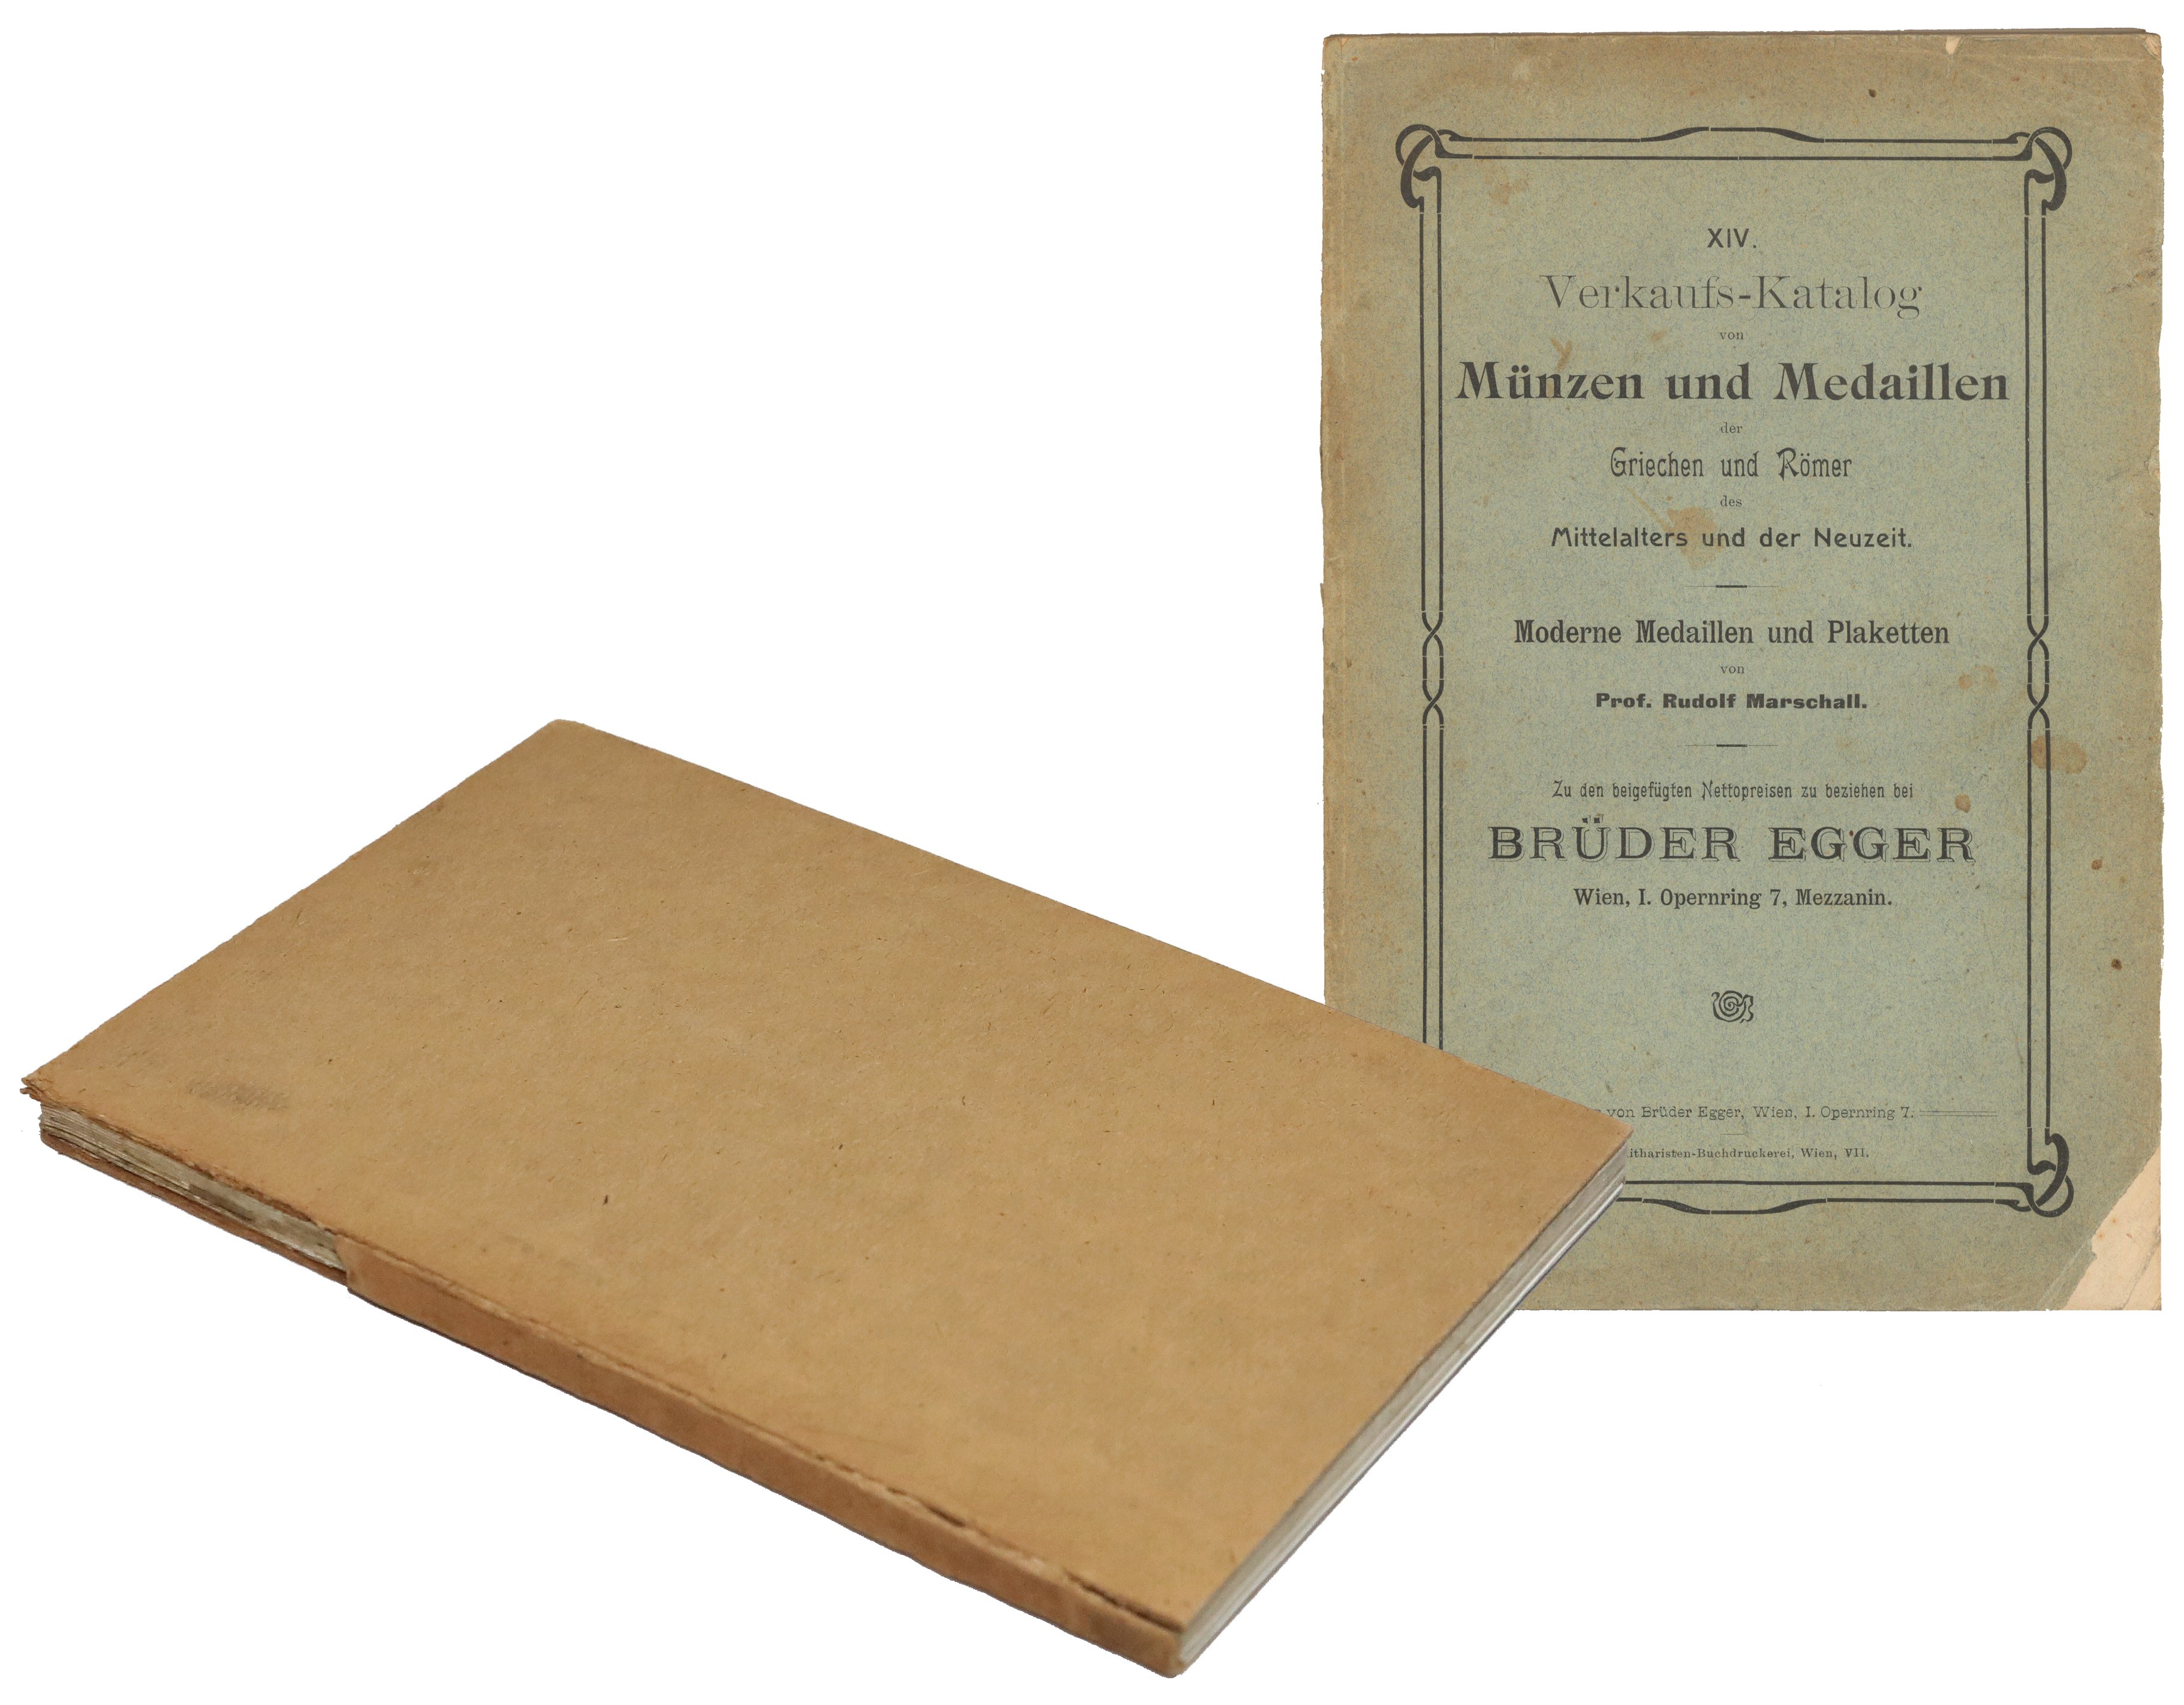 XIV.
Verkaufs-Katalog
von
Münzen und Medaillen
der
Griechen und Römer
des
Mittelalters und der Neuzeit.
Moderne Medaillen und Plaketten
von
Prof. Rudolf Marschall.
Zu den beigefügten Nettopreisen zu beziehen bei
BRÜDER EGGER
Wien, I. Opernring 7, Mezzanin.
von Brüder Egger, Wien, I. Opernring 7.
itharisten-Buchdruckerei, Wien, VII.